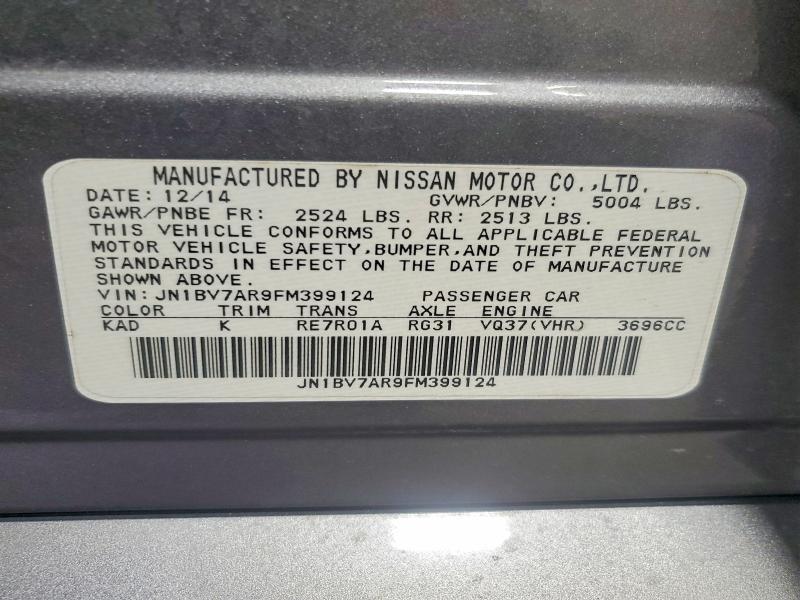 MANUFACTURED BY NISSAN MOTOR CO.,LTD.
DATE: 12/14 GVWR/PNBV: 5004 LBS.
GAWR/PNBE FR: 2524 LBS. RR: 2513 LBS.
THIS VEHICLE CONFORMS TO ALL APPLICABLE FEDERAL
MOTOR VEHICLE SAFETY,BUMPER,AND THEFT PREVENTION
STANDARDS IN EFFECT ON THE DATE OF MANUFACTURE
SHOWN ABOVE.
VIN: JN1BV7AR9FM399124 PASSENGER CAR
COLOR TRIM TRANS AXLE ENGINE
KAD K RE7R01A RG31 VQ37(VHR) 3696CC
JN1BV7AR9FM399124